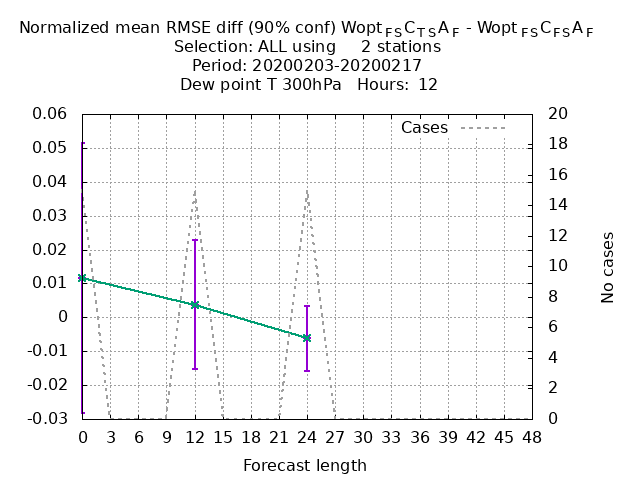 Normalized mean RMSE diff (90% conf) Wopt FS C T S A F - Wopt FS C F S A F
Selection: ALL using 2 stations
Period: 20200203-20200217
Dew point T 300hPa Hours: 12
Cases
0.06
0.05
0.04
0.03
0.02
0.01
0
-0.01
-0.02
-0.03
20
18
16
14
12
10
8
6
4
2
0
No cases
0 3 6 9 12 15 18 21 24 27 30 33 36 39 42 45 48
Forecast length